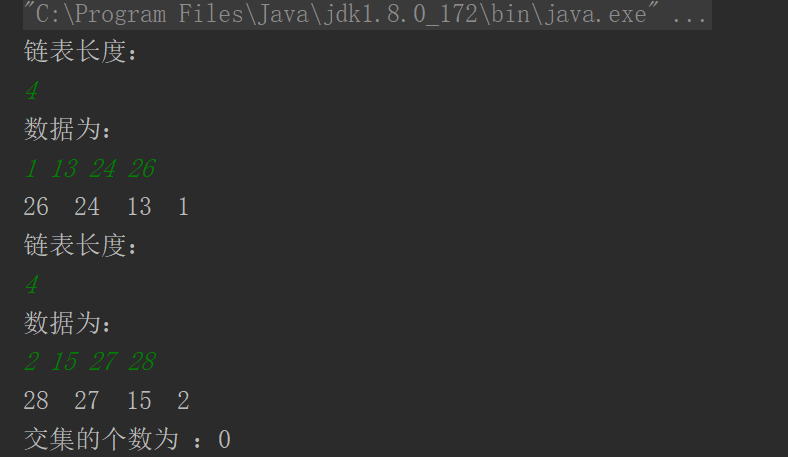 "C:\Program Files\Java\jdk1.8.0_172\bin\java.exe" ...
链表长度:
4
数据为:
1 13 24 26
26  24  13  1
链表长度:
4
数据为:
2 15 27 28
28  27  15  2
交集的个数为 : 0